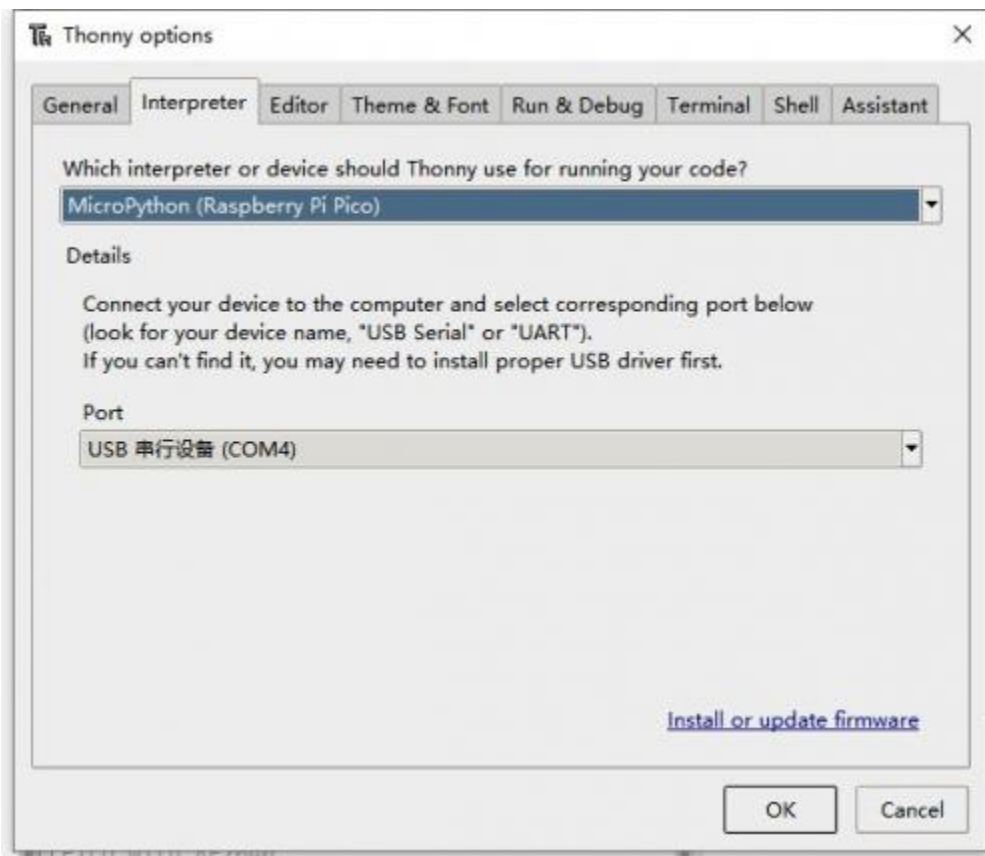 Thonny options
General Interpreter Editor Theme & Font Run & Debug Terminal Shell Assistant
Which interpreter or device should Thonny use for running your code?
MicroPython (Raspberry Pi Pico)
Details
Connect your device to the computer and select corresponding port below
(look for your device name, "USB Serial" or "UART").
If you can't find it, you may need to install proper USB driver first.
Port
USB 串行设备 (COM4)
Install or update firmware
OK Cancel